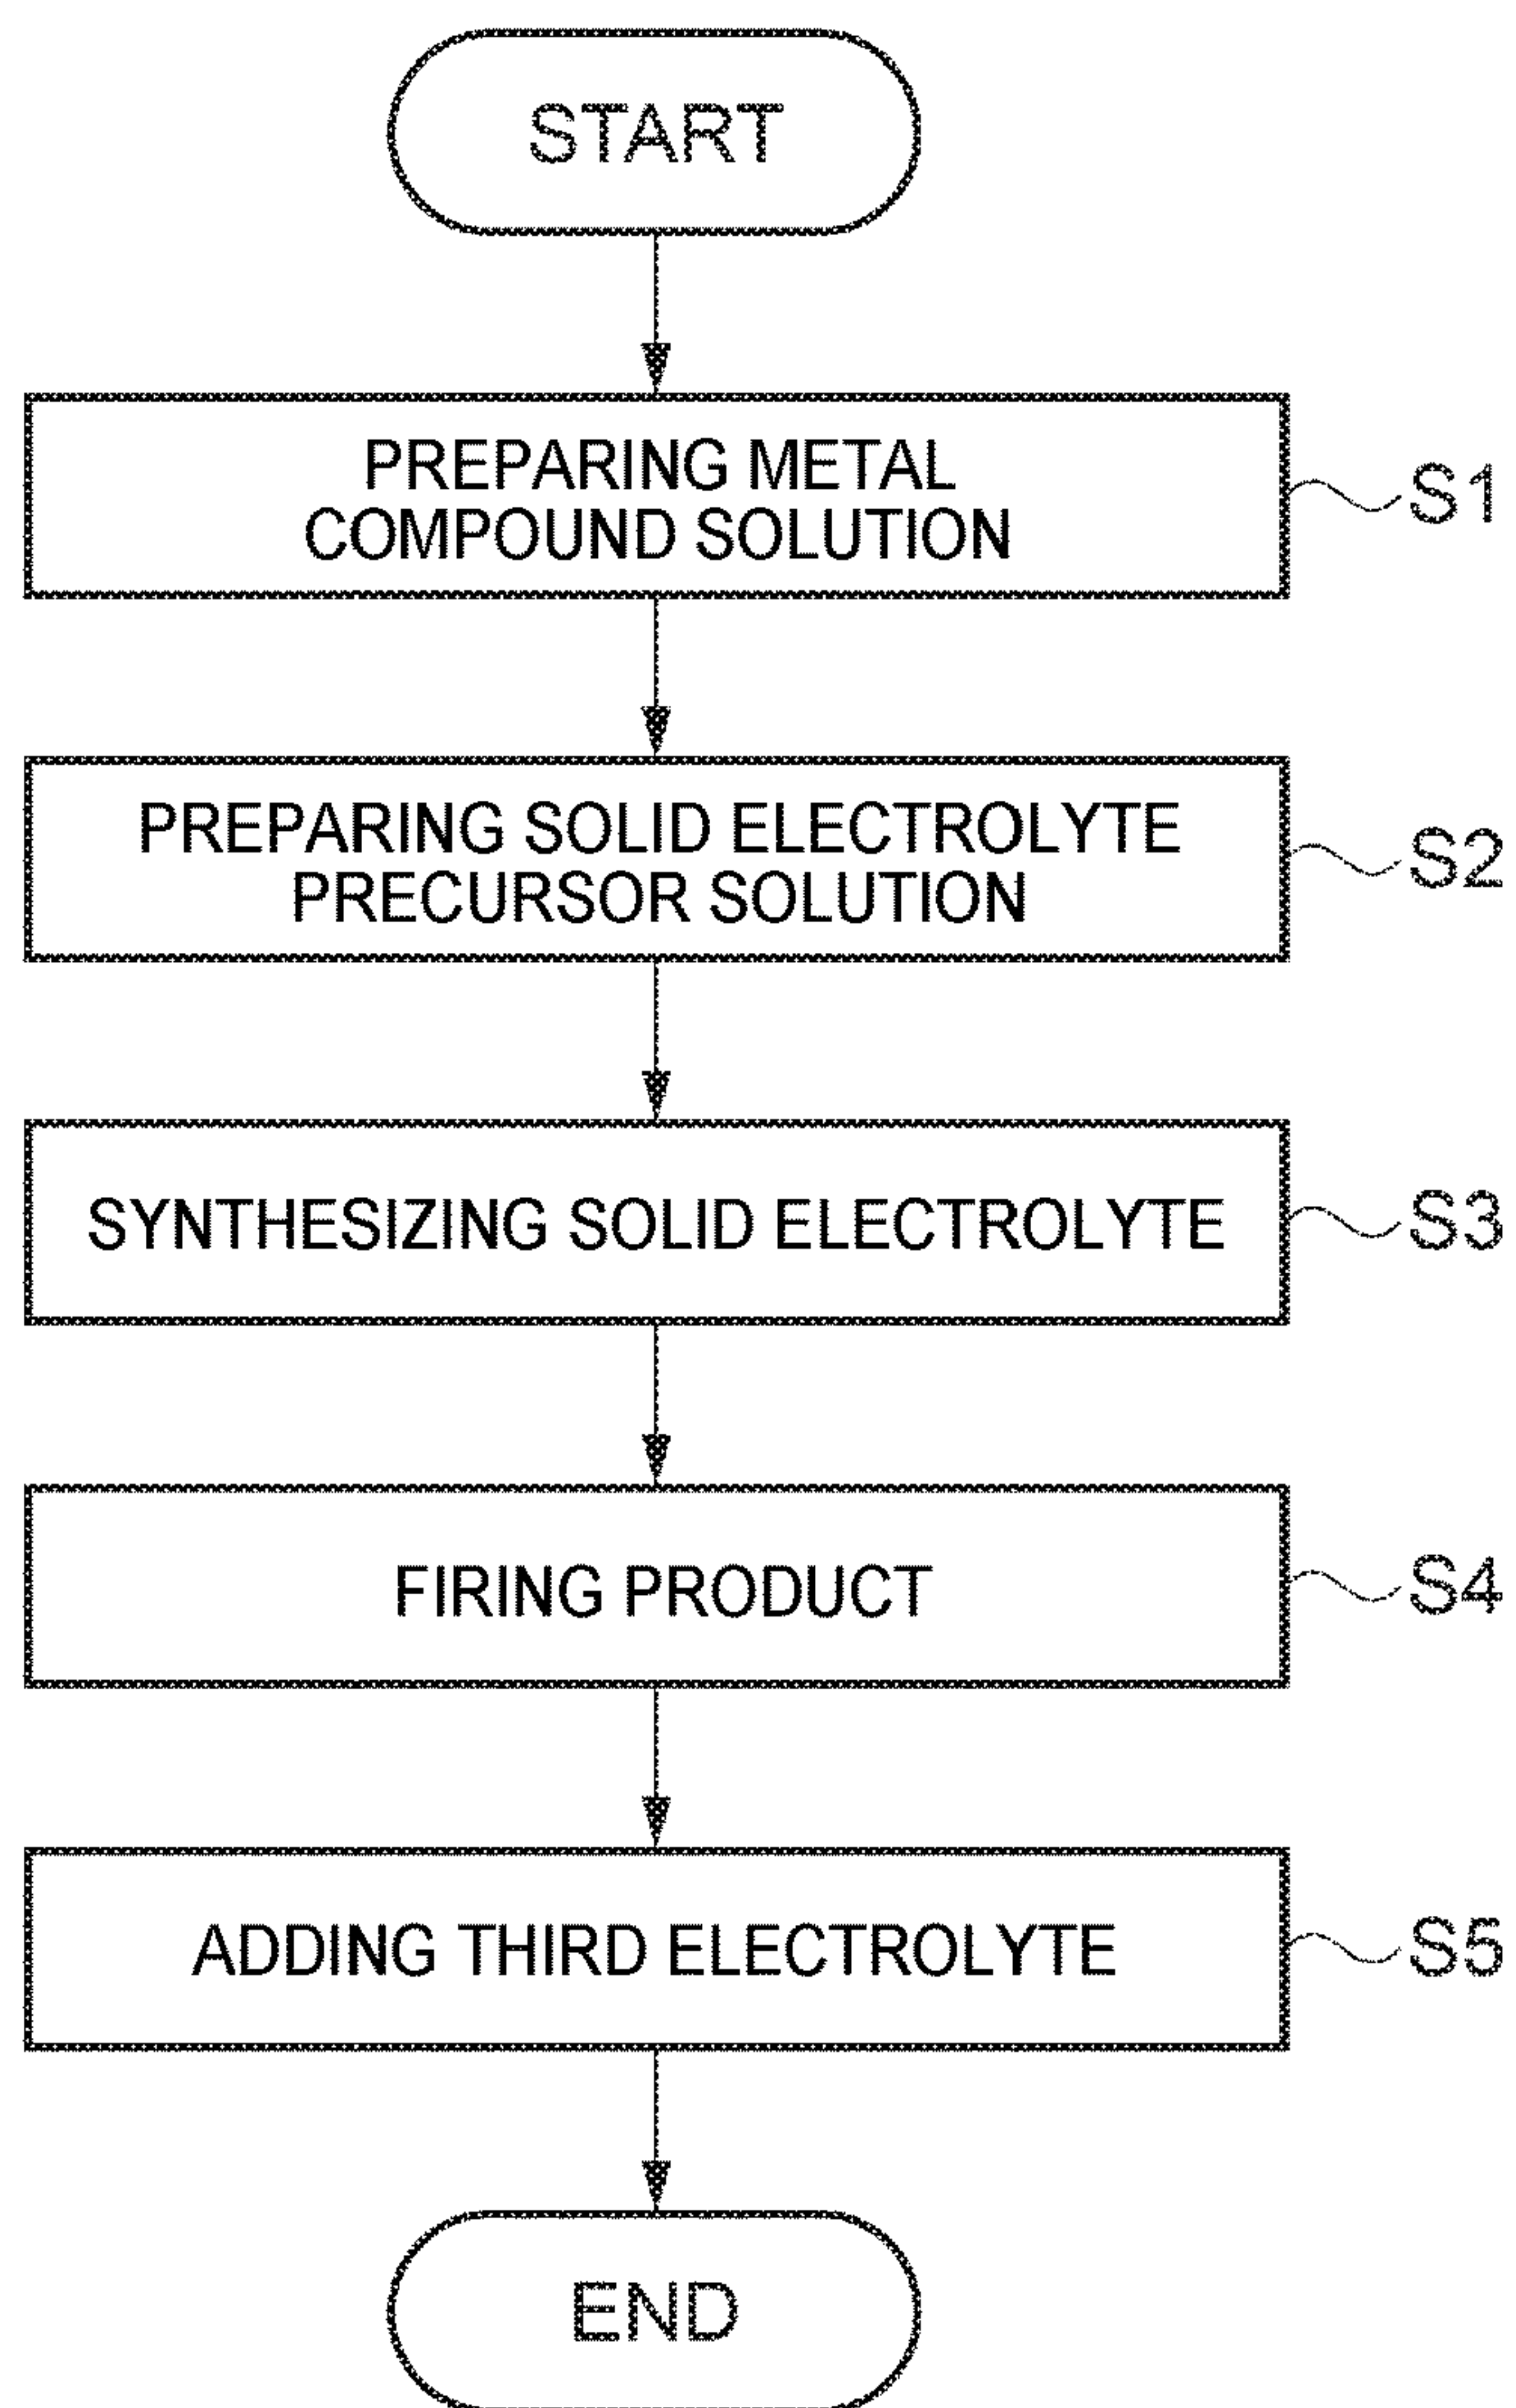 START
PREPARING METAL
COMPOUND SOLUTION
S1
PREPARING SOLID ELECTROLYTE
PRECURSOR SOLUTION
S2
SYNTHESIZING SOLID ELECTROLYTE
S3
FIRING PRODUCT
S4
ADDING THIRD ELECTROLYTE
S5
END